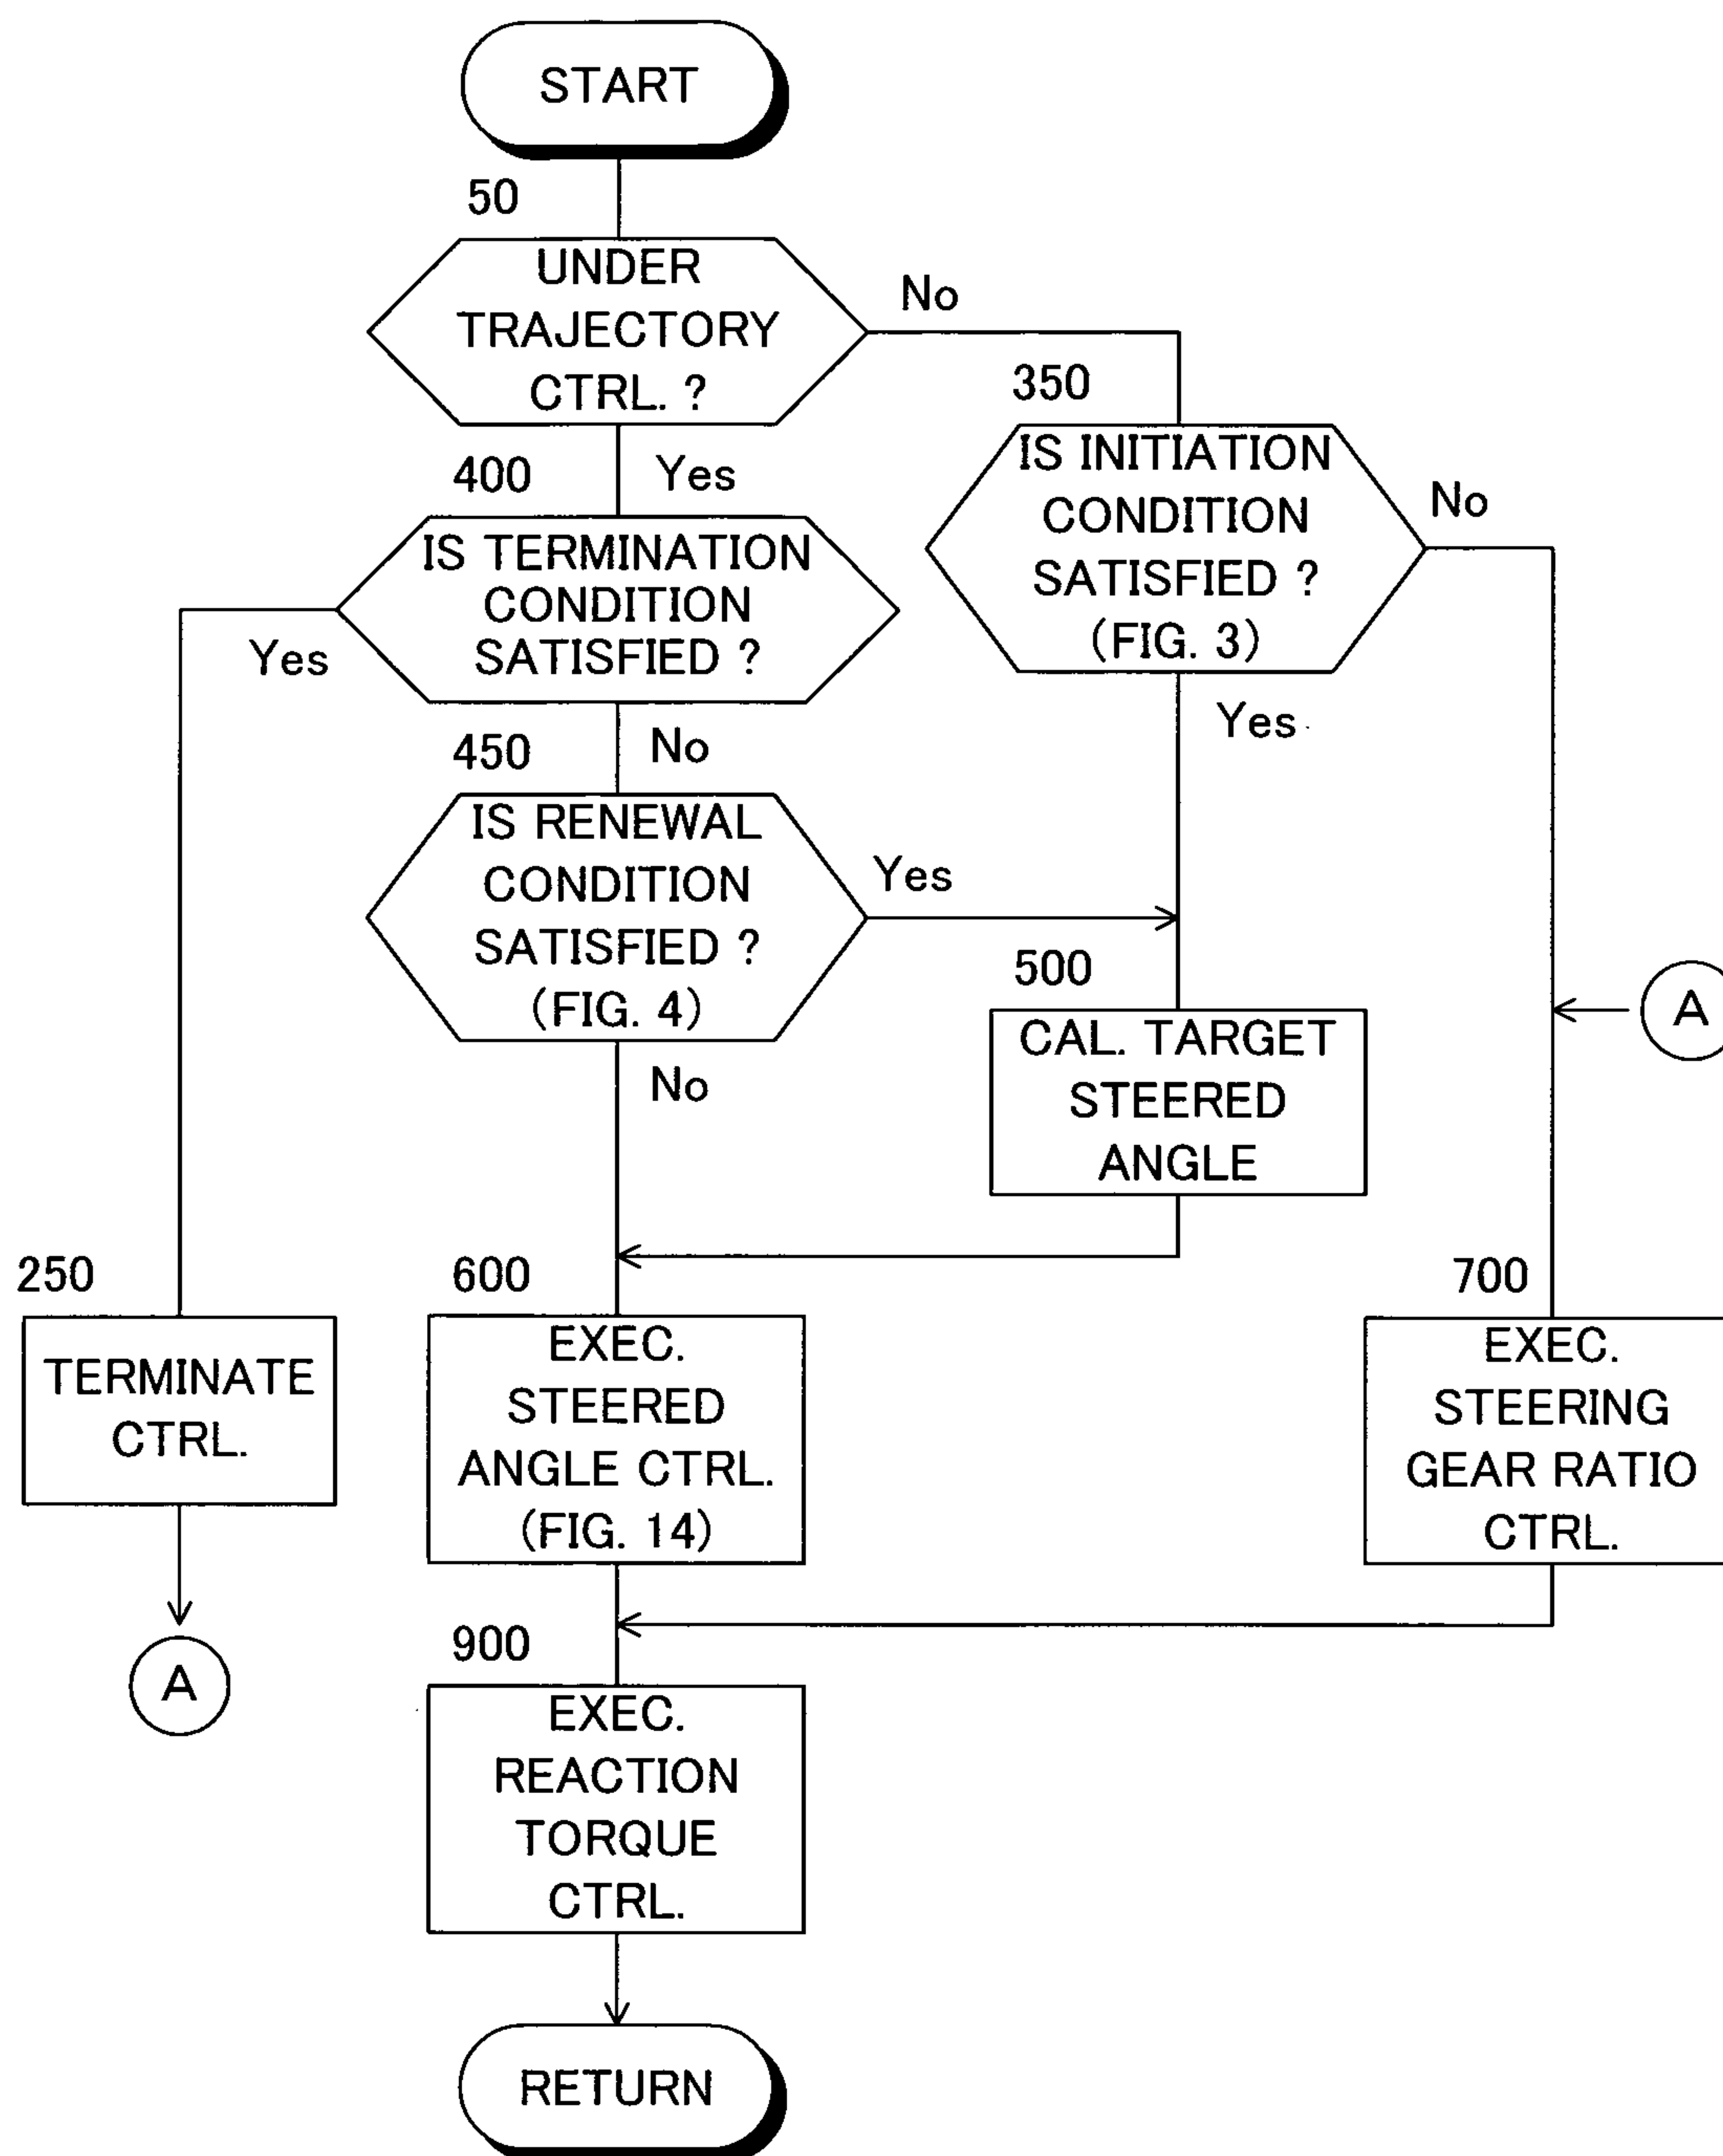 START
50
UNDER
TRAJECTORY
CTRL. ?
No
Yes
350
IS INITIATION
CONDITION
SATISFIED ?
(FIG. 3)
No
Yes
400
IS TERMINATION
CONDITION
SATISFIED ?
Yes
No
450
IS RENEWAL
CONDITION
SATISFIED ?
(FIG. 4)
Yes
No
500
CAL. TARGET
STEERED
ANGLE
A
250
TERMINATE
CTRL.
A
600
EXEC.
STEERED
ANGLE CTRL.
(FIG. 14)
700
EXEC.
STEERING
GEAR RATIO
CTRL.
900
EXEC.
REACTION
TORQUE
CTRL.
RETURN